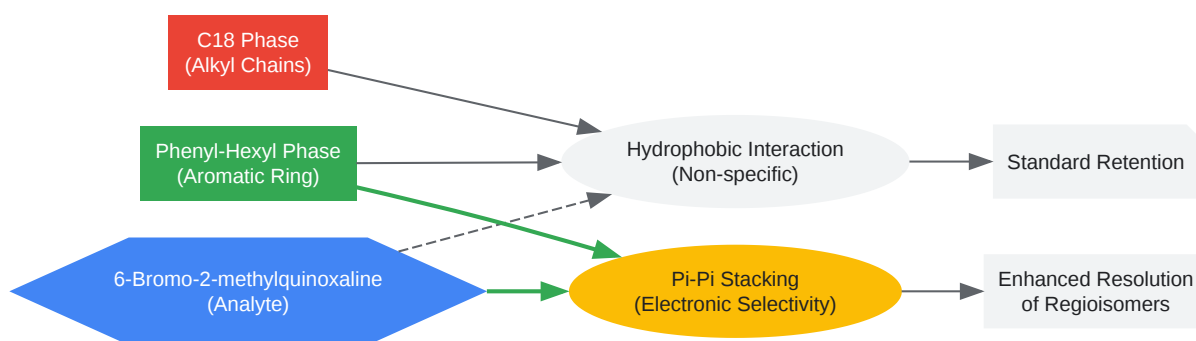 C18 Phase
(Alkyl Chains)
Phenyl-Hexyl Phase
(Aromatic Ring)
6-Bromo-2-methylquinoxaline
(Analyte)
Hydrophobic Interaction
(Non-specific)
Pi-Pi Stacking
(Electronic Selectivity)
Standard Retention
Enhanced Resolution
of Regioisomers